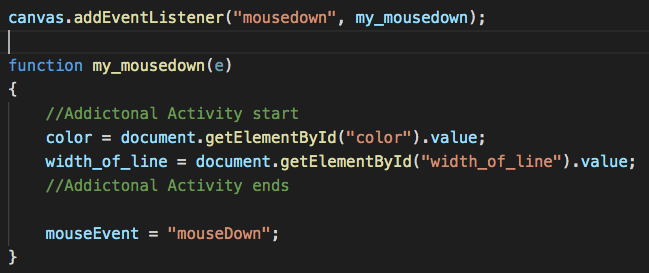 canvas.addEventListener("mousedown", my_mousedown);
function my_mousedown(e)
{
//Addictonal Activity start
color = document.getElementById("color").value;
width_of_line = document.getElementById("width_of_line").value;
//Addictonal Activity ends
mouseEvent = "mouseDown";
}